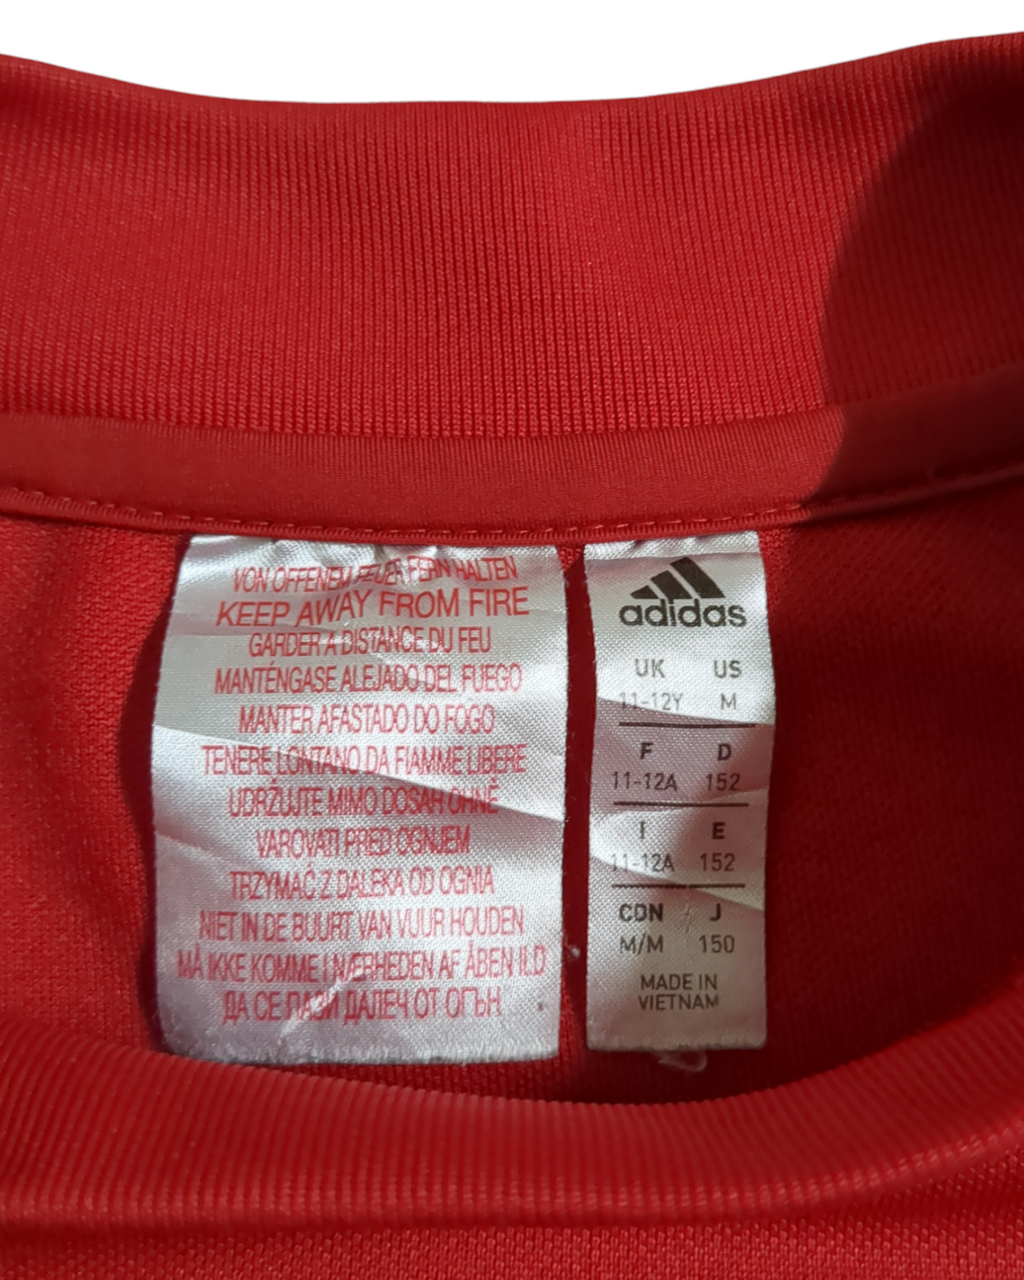 VON OFFENEM FEUER FERN HALTEN
KEEP AWAY FROM FIRE
GARDER A DISTANCE DU FEU
MANTÉNGASE ALEJADO DEL FUEGO
MANTER AFASTADO DO FOGO
TENERE LONTANO DA FIAMME LIBERE
UDRŽUJTE MIMO DOSAH OHNĚ
VAROVATI PRED OGNJEM
TRZYMAĆ Z DALEKA OD OGNIA
NIET IN DE BUURT VAN VUUR HOUDEN
MÅ IKKE KOMME I NÆRHEDEN AF ÅBEN ILD
ДА СЕ ПАЗИ ДАЛЕЧ ОТ ОГЪН
adidas
UK US
11-12Y M
F D
11-12A 152
I E
11-12A 152
CDN J
M/M 150
MADE IN
VIETNAM